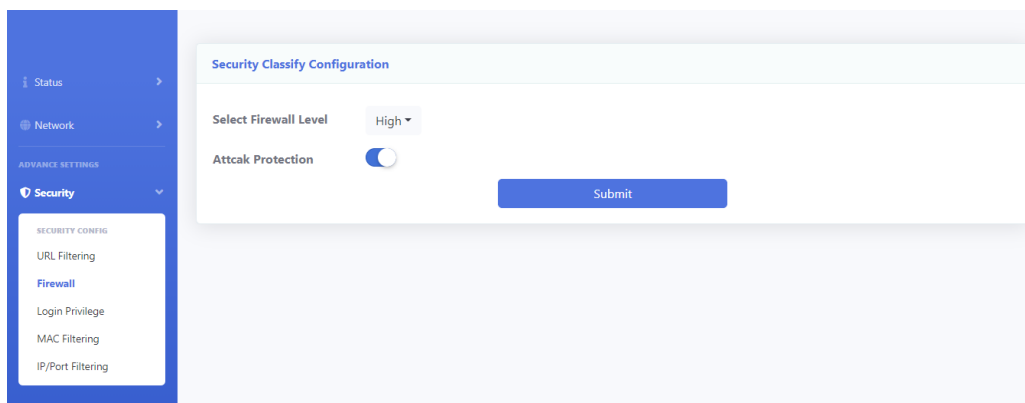 Status
Network
ADVANCE SETTINGS
Security
SECURITY CONFIG
URL Filtering
Firewall
Login Privilege
MAC Filtering
IP/Port Filtering
Security Classify Configuration
Select Firewall Level High
Attcak Protection
Submit